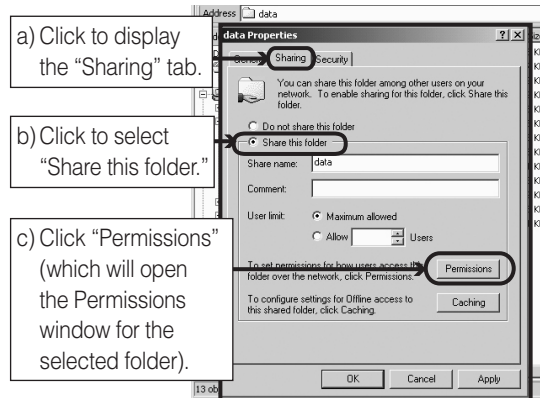 Address data
a) Click to display
the “Sharing” tab.
b) Click to select
“Share this folder.”
c) Click “Permissions”
(which will open
the Permissions
window for the
selected folder).
data Properties
Sharing
Security
You can share this folder among other users on your
network. To enable sharing for this folder, click Share this
folder.
Do not share this folder
Share this folder
Share name: data
Comment:
User limit: Maximum allowed
Allow Users
To set permissions for how users access
folder over the network, click Permissions.
Permissions
To configure settings for Offline access to
this shared folder, click Caching.
Caching
OK Cancel Apply
13 ob